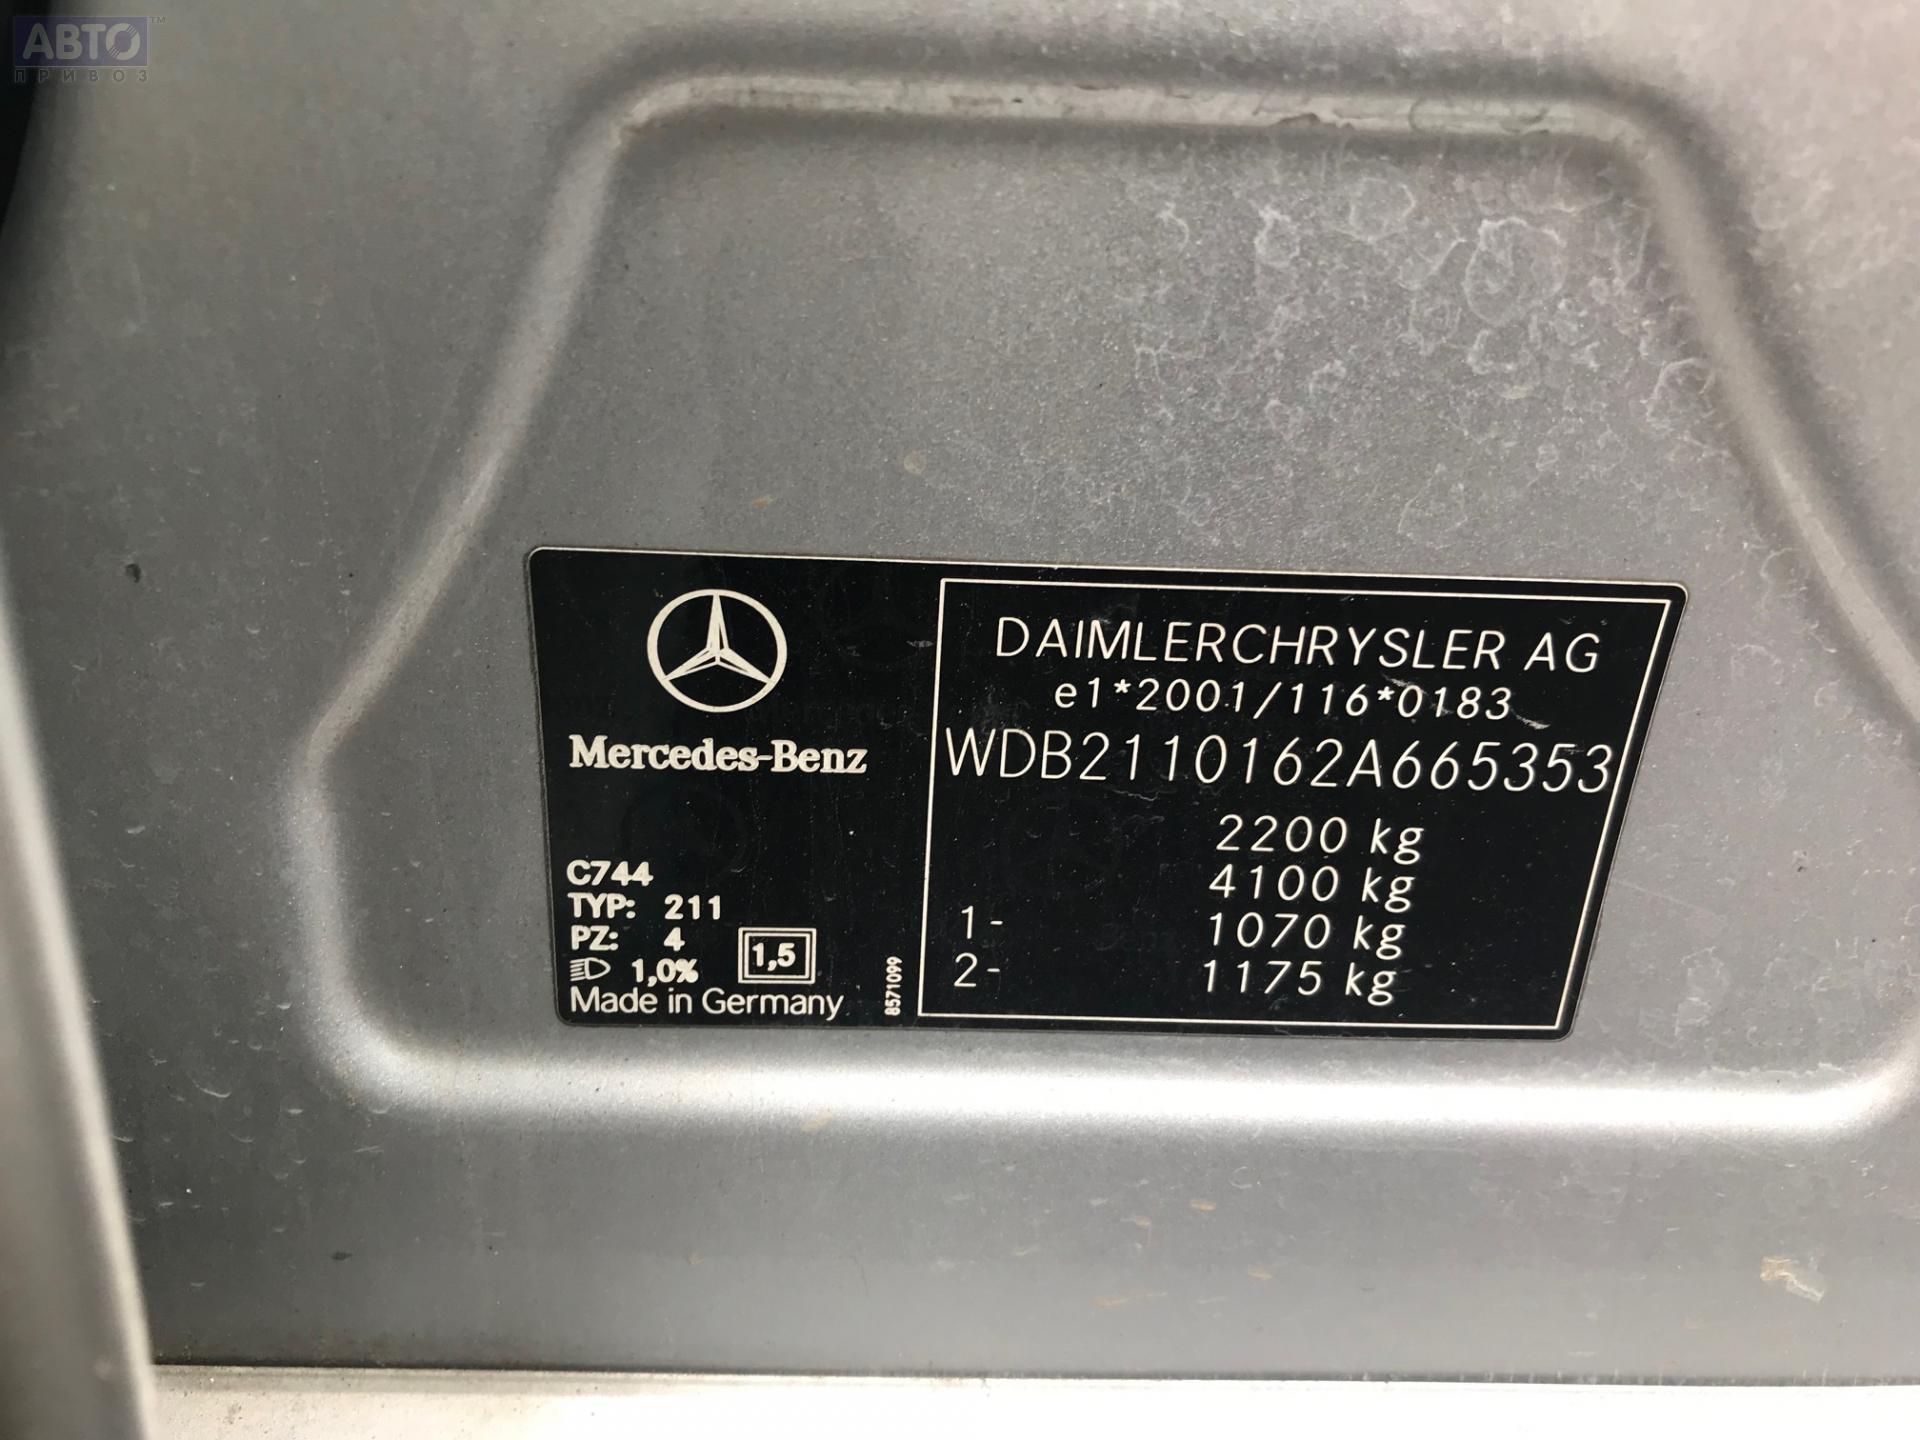 АВТО™
ПРИВОЗ
Mercedes-Benz
C744
TYP: 211
PZ: 4
1,0%
1,5
Made in Germany
8571099
DAIMLERCHRYSLER AG
e1*2001/116*0183
WDB2110162A665353
2200 kg
4100 kg
1- 1070 kg
2- 1175 kg